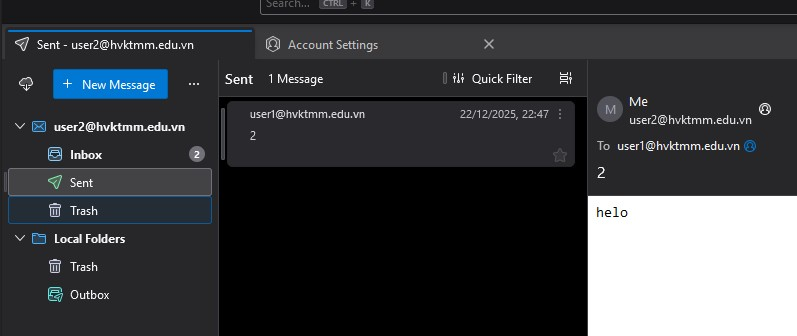 Search... CTRL + K
Sent - user2@hvktmm.edu.vn
Account Settings
+ New Message
Sent 1 Message
Quick Filter
user2@hvktmm.edu.vn
Inbox 2
Sent
Trash
Local Folders
Trash
Outbox
user1@hvktmm.edu.vn 22/12/2025, 22:47
2
M
Me
user2@hvktmm.edu.vn
To user1@hvktmm.edu.vn
2
helo